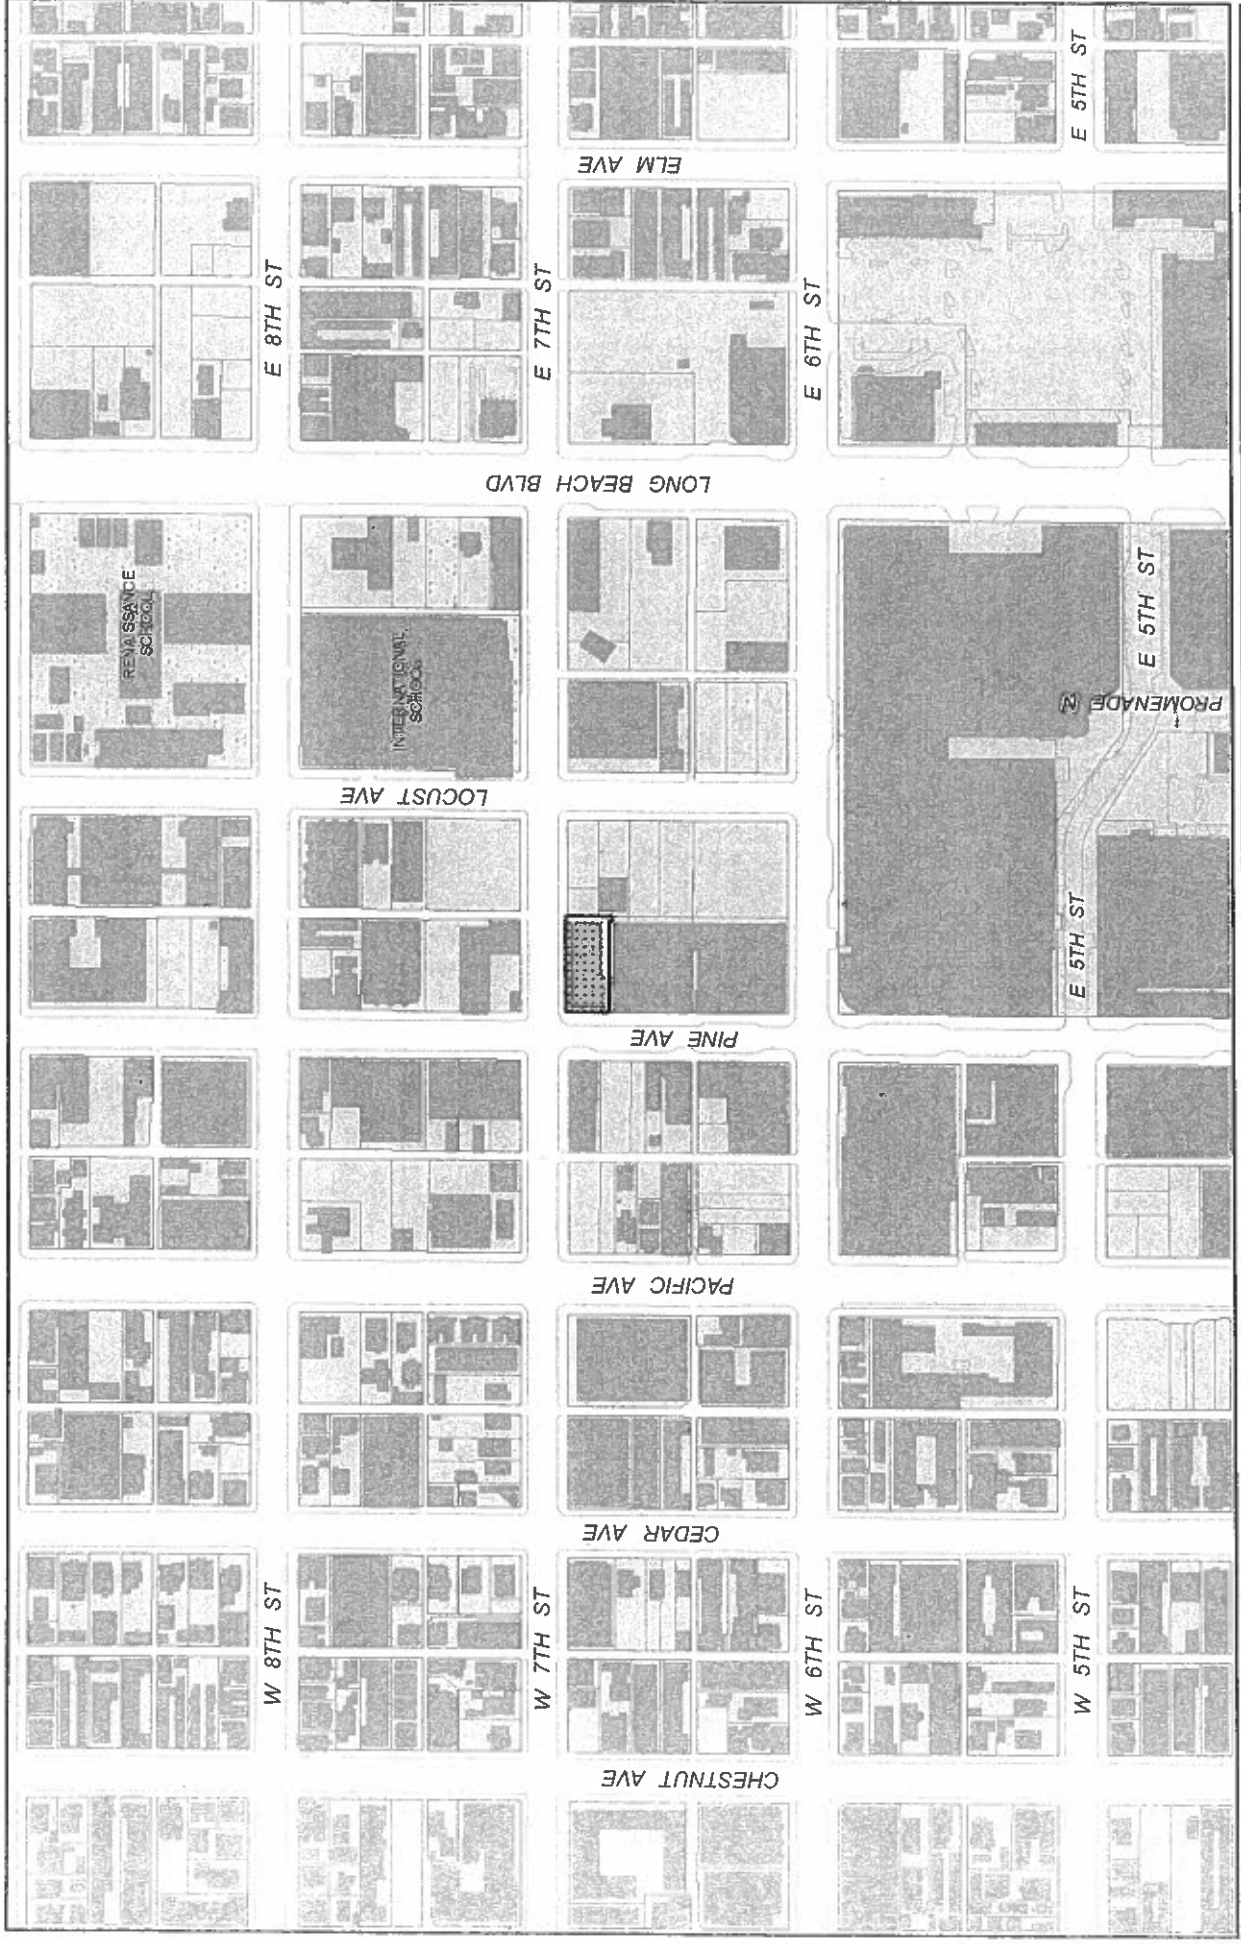 E 5TH ST
ELM AVE
E 8TH ST
E 7TH ST
E 6TH ST
LONG BEACH BLVD
RENAISSANCE
SCHOOL
INTERNATIONAL
SCHOOL
E 5TH ST
PROMENADE N
LOCUST AVE
E 5TH ST
PINE AVE
PACIFIC AVE
CEDAR AVE
W 8TH ST
W 7TH ST
W 6TH ST
W 5TH ST
CHESTNUT AVE